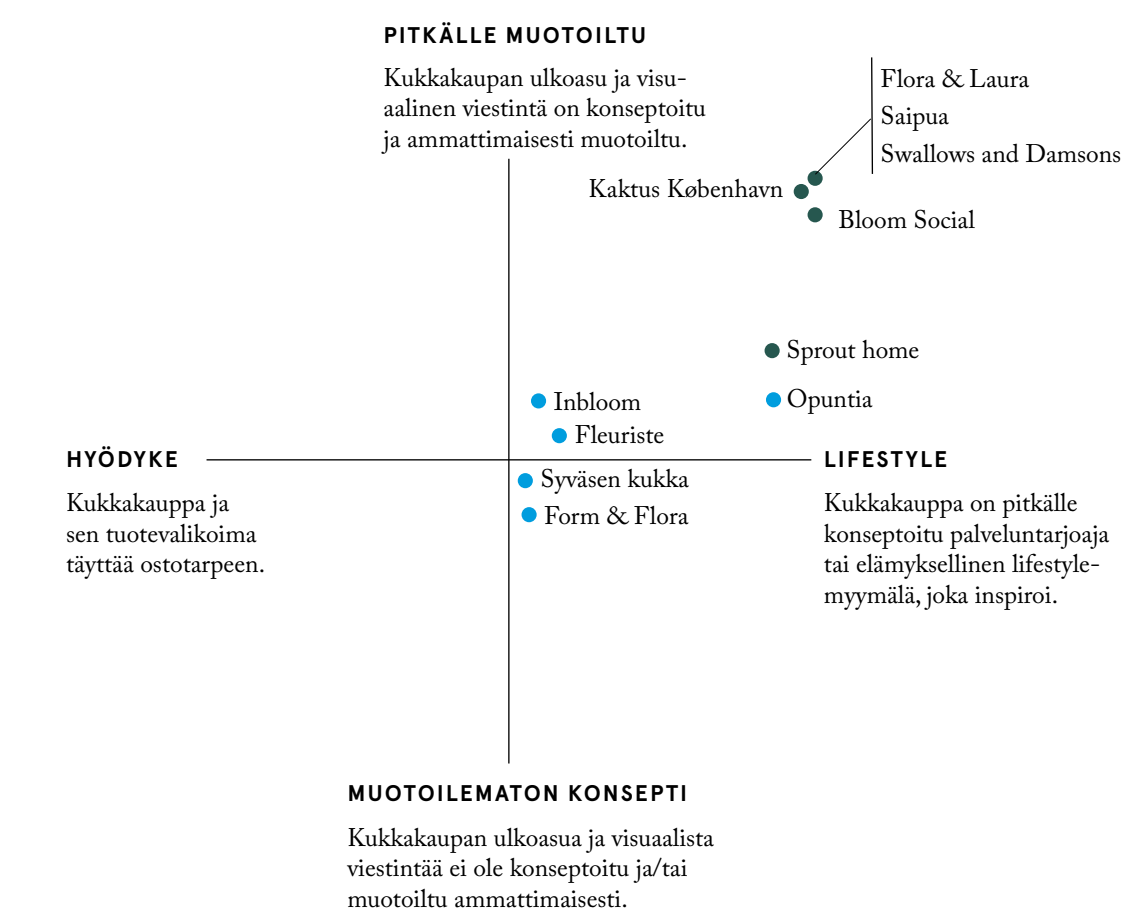 PITKÄLLE MUOTOILTU
Kukkakaupan ulkoasu ja visu-
aalinen viestintä on konseptoitu
ja ammattimaisesti muotoiltu.
Flora & Laura
Saipua
Swallows and Damsons
Kaktus København
Bloom Social
Sprout home
Opuntia
Inbloom
Fleuriste
HYÖDYKE
Kukkakauppa ja
sen tuotevalikoima
täyttää ostotarpeen.
LIFESTYLE
Kukkakauppa on pitkälle
konseptoitu palveluntarjoaja
tai elämyksellinen lifestyle-
myymälä, joka inspiroi.
Syväsen kukka
Form & Flora
MUOTOILEMATON KONSEPTI
Kukkakaupan ulkoasua ja visuaalista
viestintää ei ole konseptoitu ja/tai
muotoiltu ammattimaisesti.